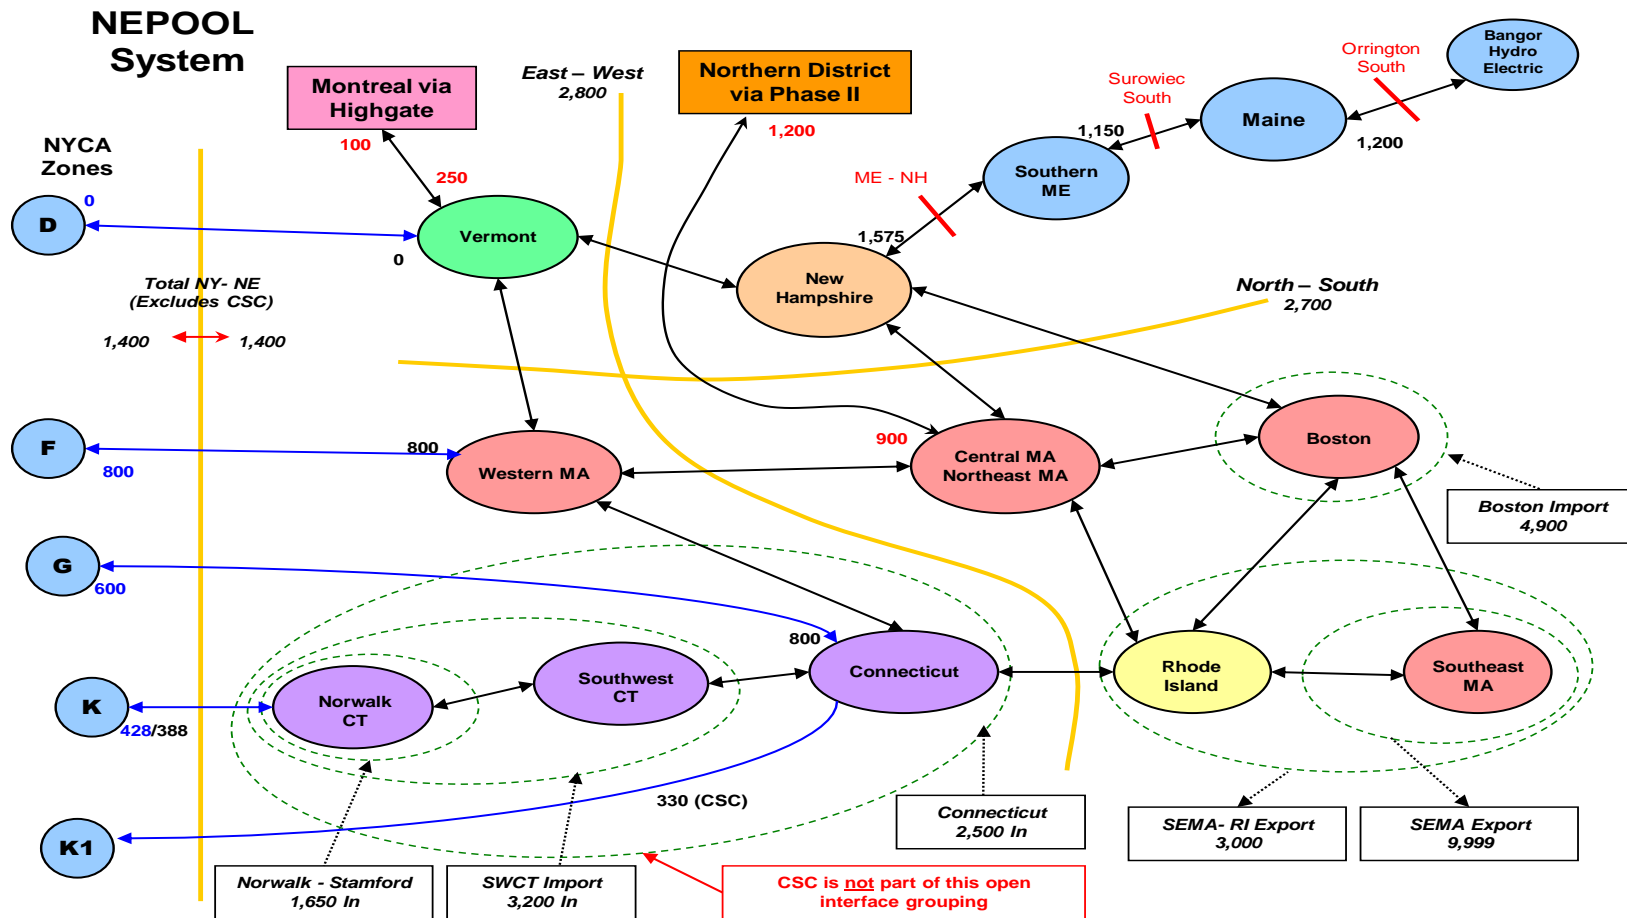 NEPOOL
System
East – West
2,800
Montreal via
Highgate
100
250
Northern District
via Phase II
1,200
Surowiec
South
Orrington
South
Bangor
Hydro
Electric
Maine
1,150
1,200
Southern
ME
ME - NH
1,575
NYCA
Zones
D
0
Vermont
0
New
Hampshire
Total NY- NE
(Excludes CSC)
1,400
1,400
North – South
2,700
F
800
800
Western MA
900
Central MA
Northeast MA
Boston
Boston Import
4,900
G
600
800
Connecticut
Norwalk
CT
Southwest
CT
Rhode
Island
Southeast
MA
K
428/388
K1
330 (CSC)
Connecticut
2,500 In
SEMA- RI Export
3,000
SEMA Export
9,999
Norwalk - Stamford
1,650 In
SWCT Import
3,200 In
CSC is not part of this open
interface grouping